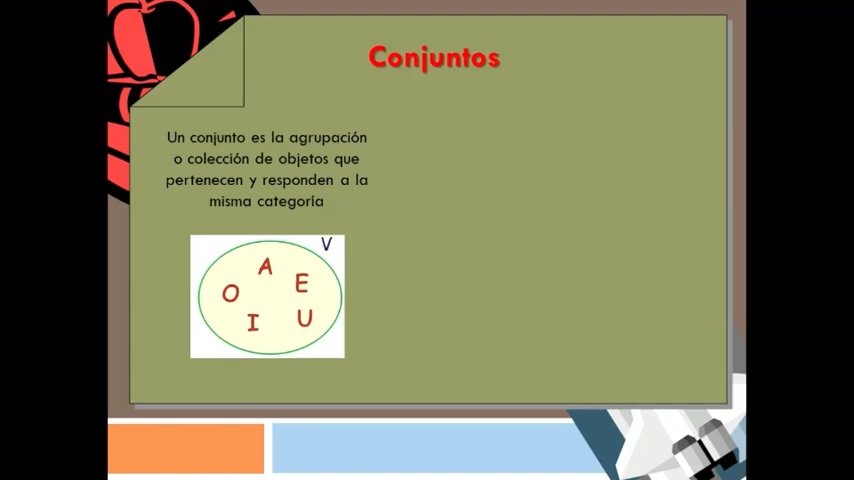 Conjuntos
Un conjunto es la agrupación
o colección de objetos que
pertenecen y responden a la
misma categoría
V
A
E
O
I
U